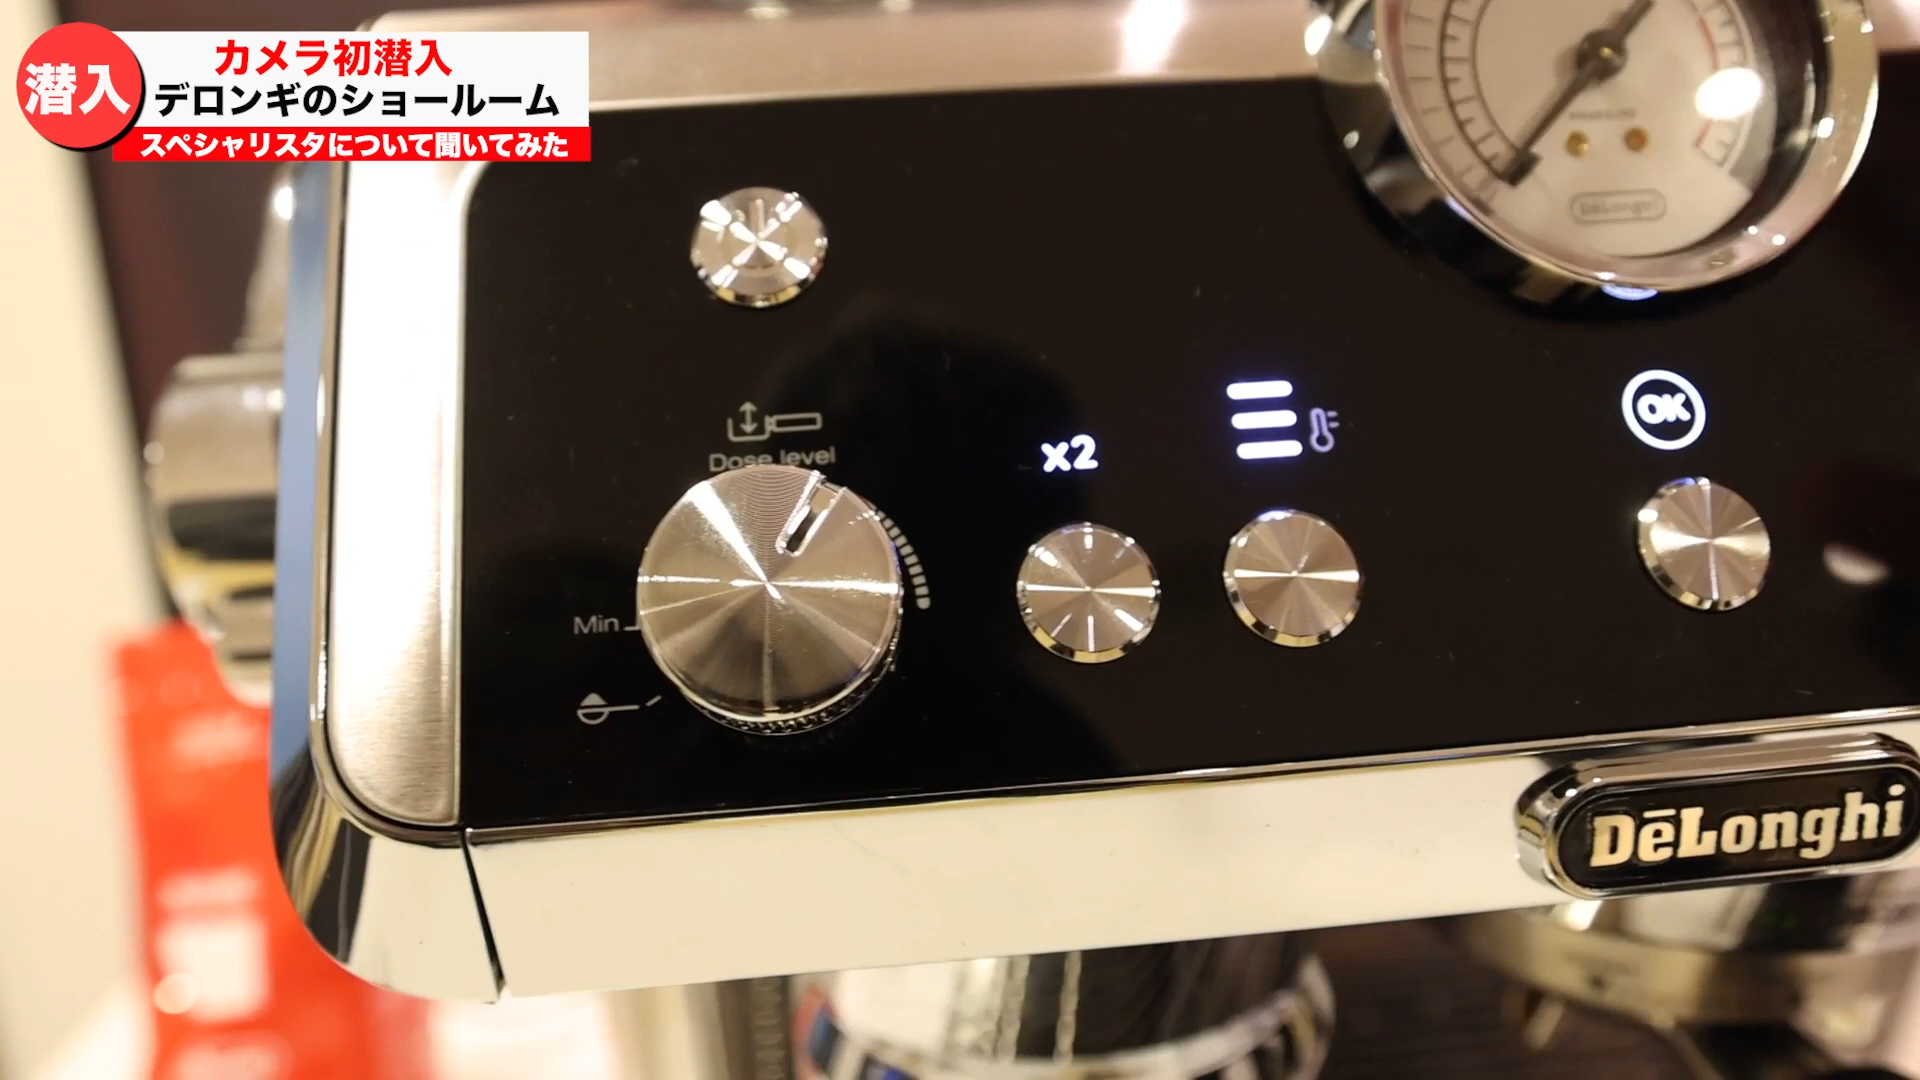 潜入
カメラ初潜入
デロンギのショールーム
スペシャリスタについて聞いてみた
DeLonghi
Dose level
x2
OK
Min
DēLonghi